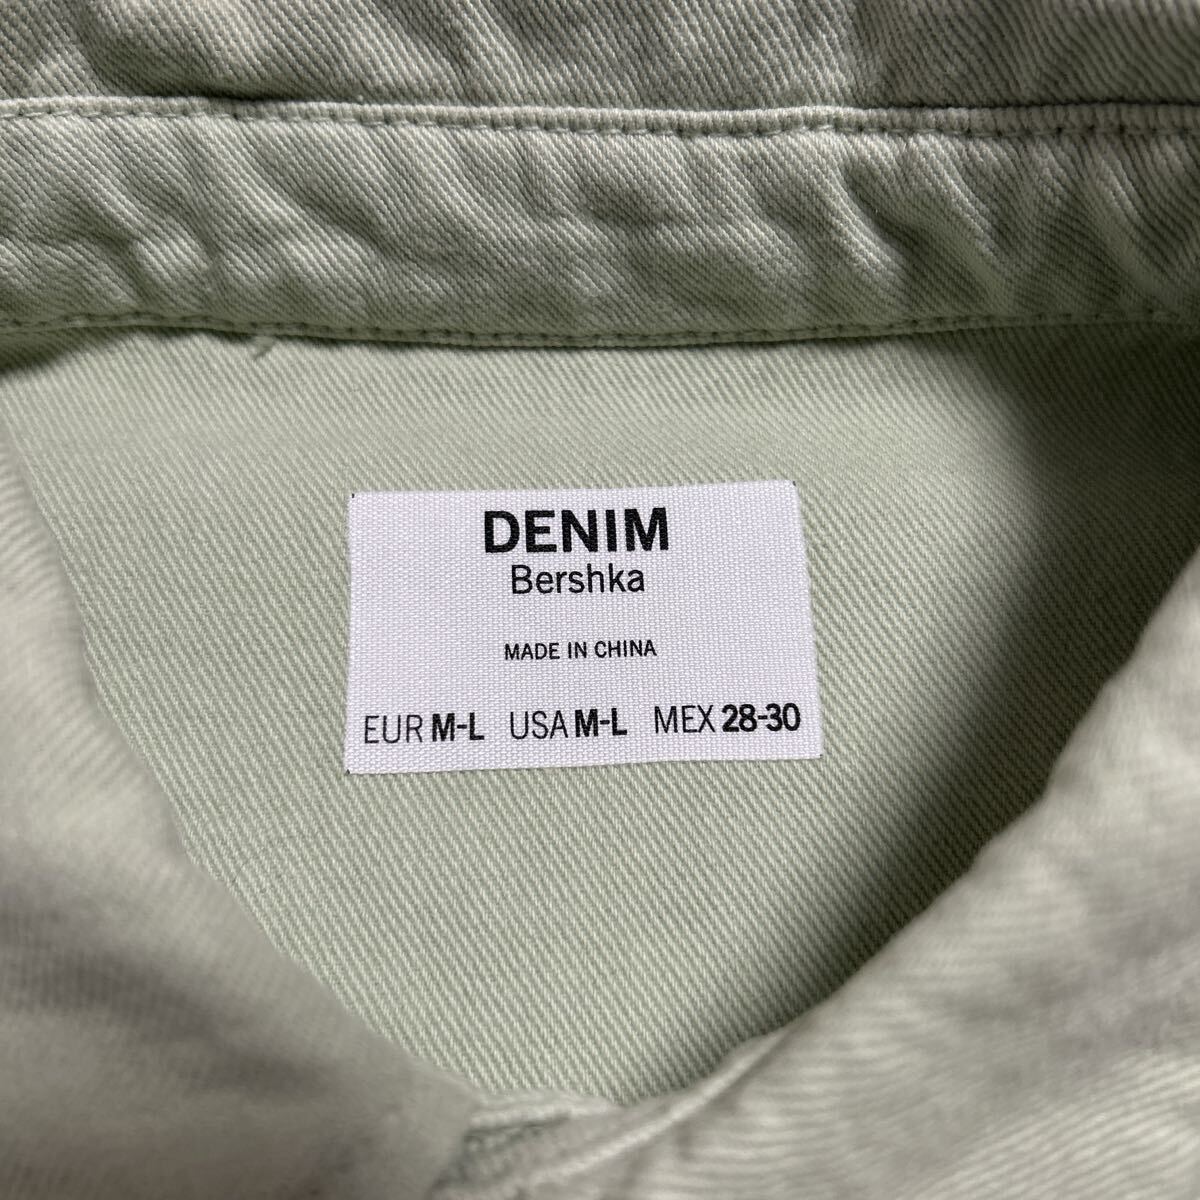 DENIM
Bershka
MADE IN CHINA
EUR M-L USA M-L MEX 28-30